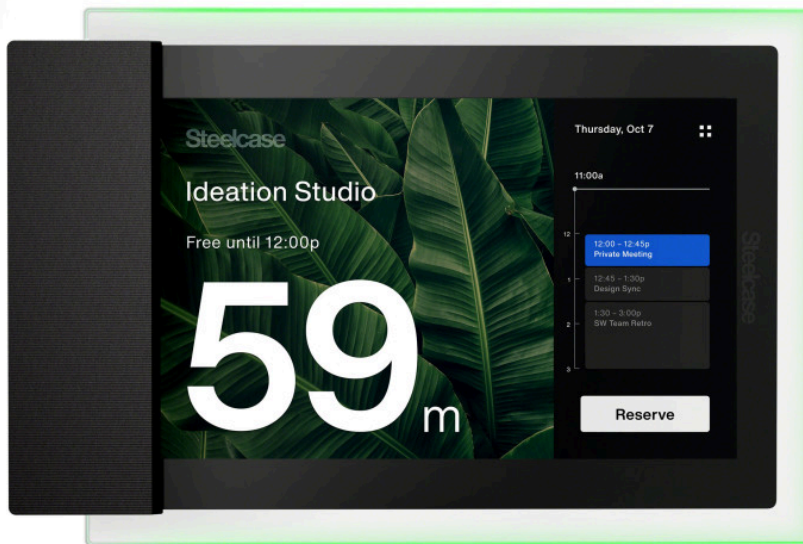 Steelcase
Ideation Studio
Free until 12:00p
59m
Thursday, Oct 7
11:00a
12
12:00 – 12:45p
Private Meeting
1
12:45 – 1:30p
Design Sync
2
1:30 – 3:00p
SW Team Retro
3
Reserve
Steelcase